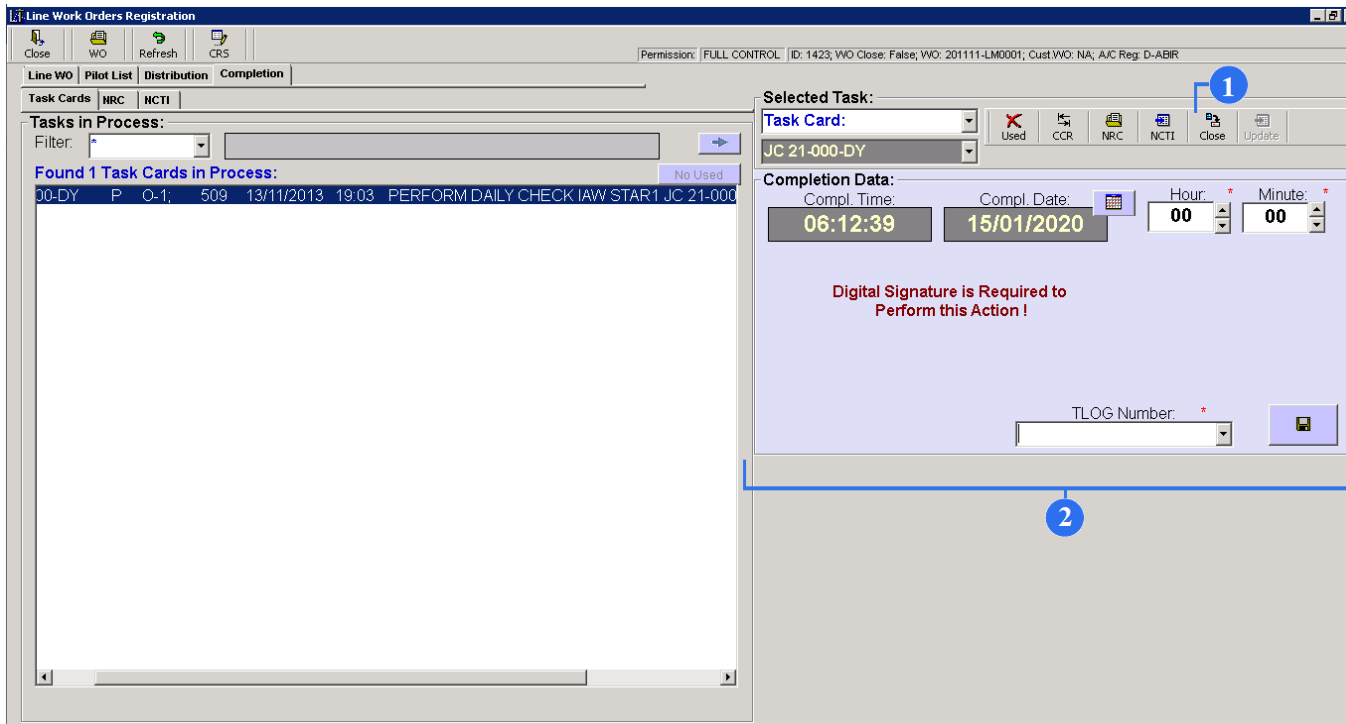 Line Work Orders Registration
Close WO Refresh CRS
Permission: FULL CONTROL ID: 1423; WO Close: False; WO: 201111-LM0001; Cust.WO: NA; A/C Reg: D-ABIR
Line WO Pilot List Distribution Completion
Task Cards NRC NCTI
Tasks in Process:
Filter: *
Found 1 Task Cards in Process:
No Used
00-DY P O-1; 509 13/11/2013 19:03 PERFORM DAILY CHECK IAW STAR1 JC 21-000
Selected Task:
1
Task Card:
Used CCR NRC NCTI Close Update
JC 21-000-DY
Completion Data:
Compl. Time: Compl. Date: Hour: * Minute: *
06:12:39 15/01/2020 00 00
Digital Signature is Required to
Perform this Action !
TLOG Number: *
2